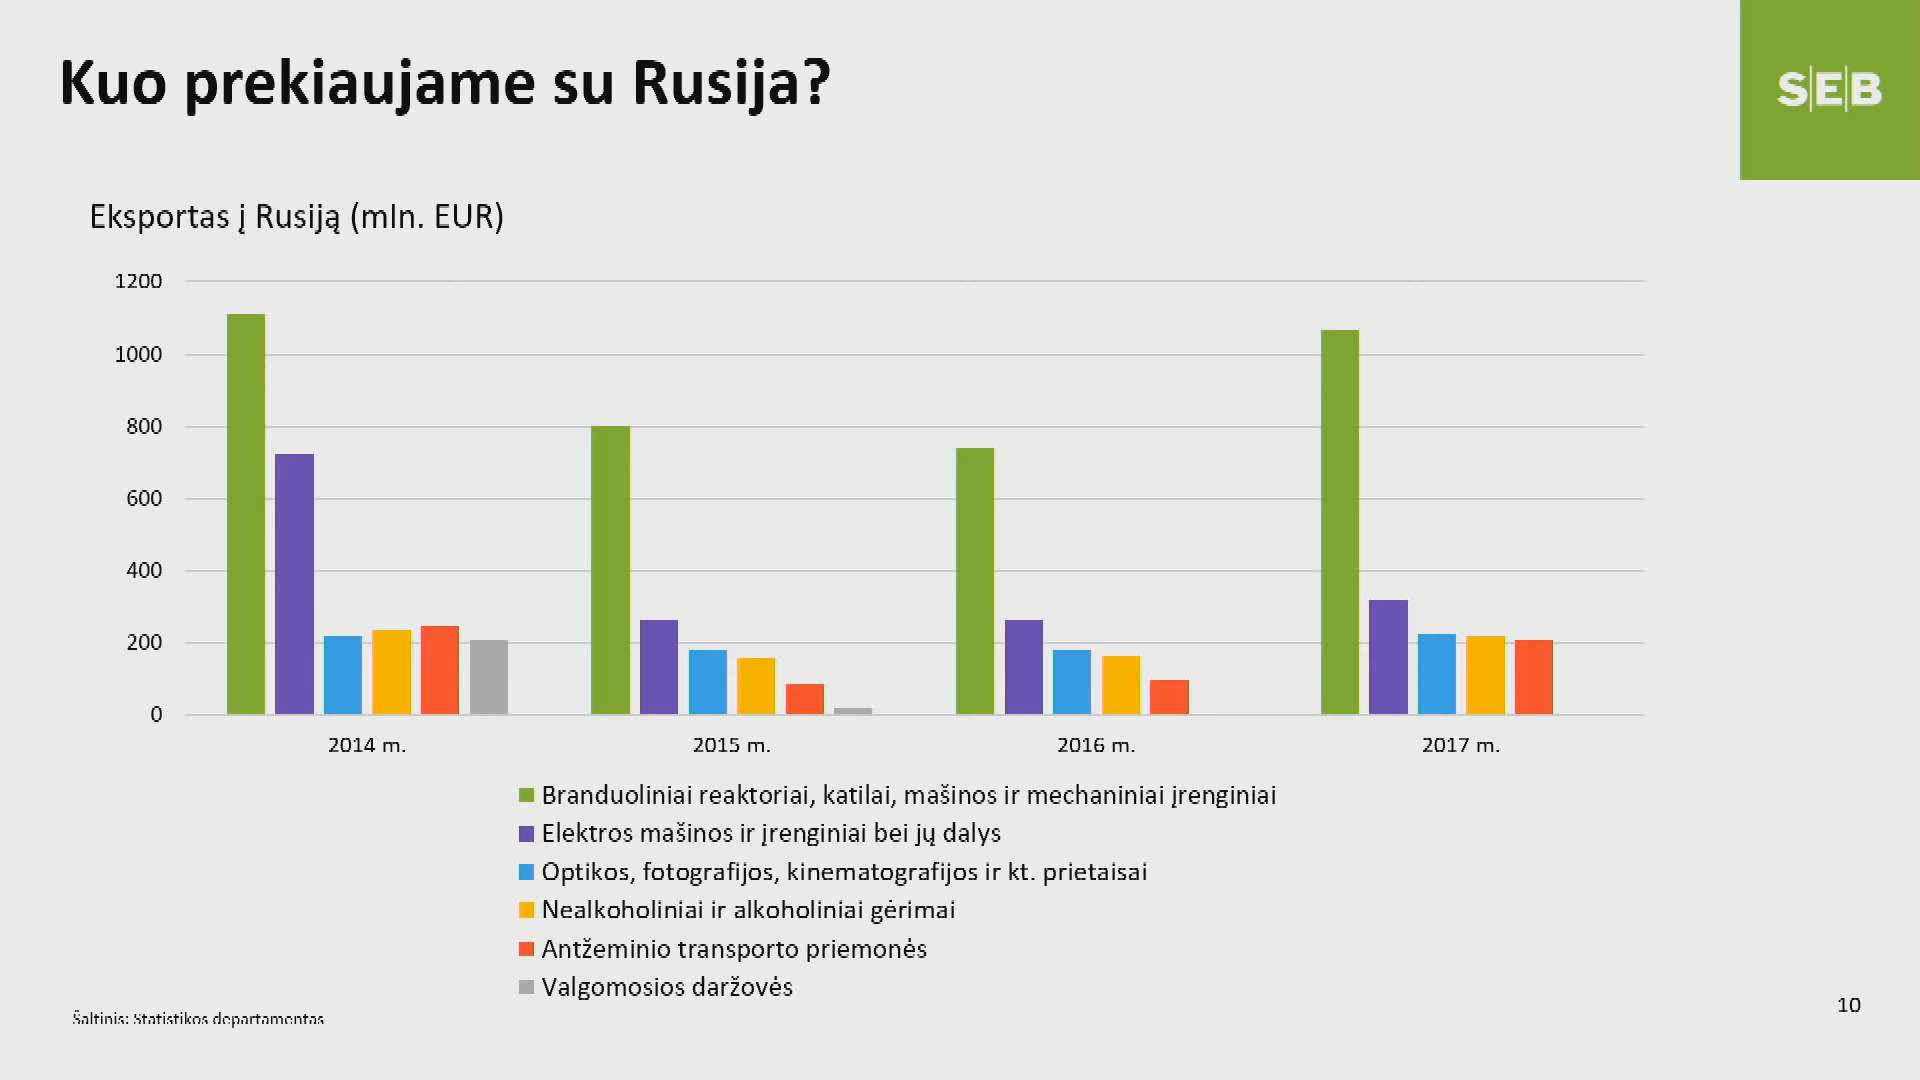 Kuo prekiaujame su Rusija?
S|E|B
Eksportas į Rusiją (mln. EUR)
1200
1000
800
600
400
200
0
2014 m.
2015 m.
2016 m.
2017 m.
Branduoliniai reaktoriai, katilai, mašinos ir mechaniniai įrenginiai
Elektros mašinos ir įrenginiai bei jų dalys
Optikos, fotografijos, kinematografijos ir kt. prietaisai
Nealkoholiniai ir alkoholiniai gėrimai
Antžeminio transporto priemonės
Valgomosios daržovės
Šaltinis: Statistikos departamentas
10